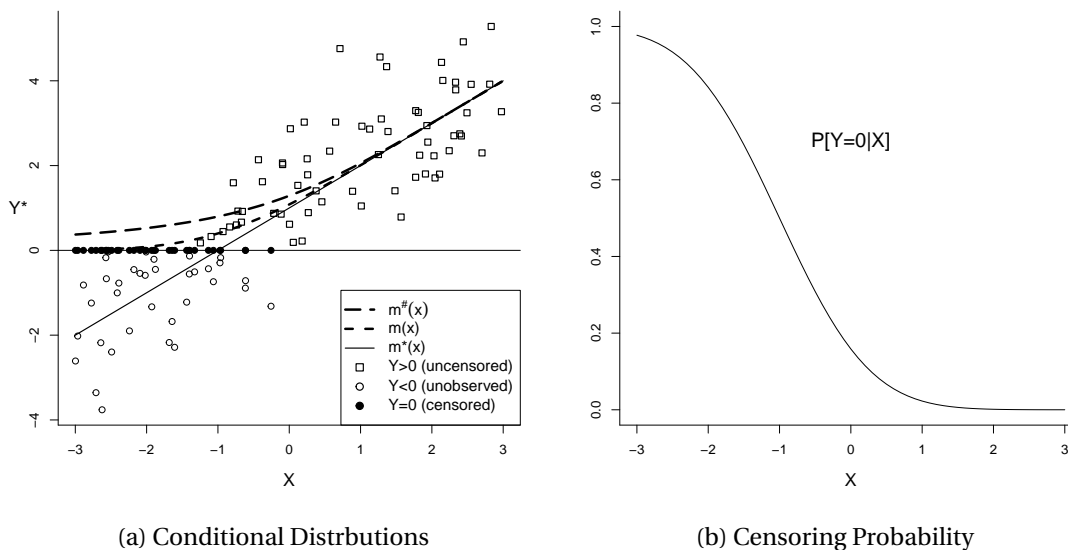 4
2
Y*
0
−2
−4
−3 −2 −1 0 1 2 3
X
m#(x)
m(x)
m*(x)
Y>0 (uncensored)
Y<0 (unobserved)
Y=0 (censored)
(a) Conditional Distrbutions
1.0
0.8
0.6
0.4
0.2
0.0
P[Y=0|X]
−3 −2 −1 0 1 2 3
X
(b) Censoring Probability